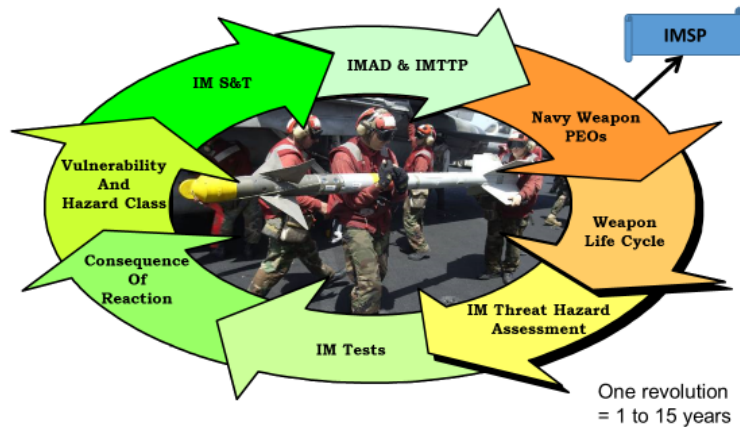 IMSP
IMAD & IMTTP
Navy Weapon
PEOs
Weapon
Life Cycle
IM Threat Hazard
Assessment
IM Tests
Consequence
Of
Reaction
Vulnerability
And
Hazard Class
IM S&T
One revolution
= 1 to 15 years